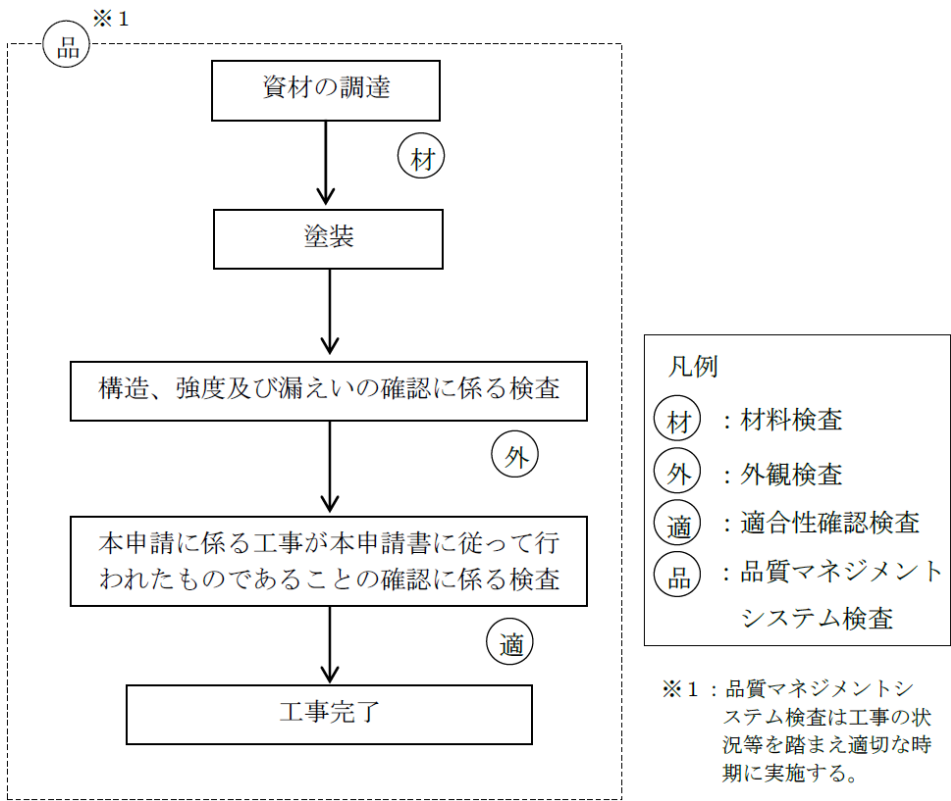 ※1
品
資材の調達
材
塗装
構造、強度及び漏えいの確認に係る検査
外
本申請に係る工事が本申請書に従って行
われたものであることの確認に係る検査
適
工事完了
凡例
材 ：材料検査
外 ：外観検査
適 ：適合性確認検査
品 ：品質マネジメント
システム検査
※1：品質マネジメントシ
ステム検査は工事の状
況等を踏まえ適切な時
期に実施する。